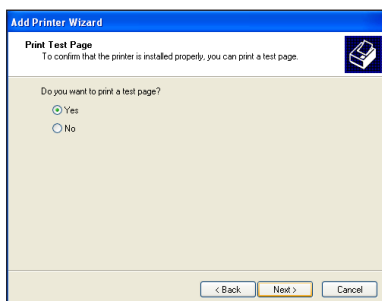 Add Printer Wizard
Print Test Page
To confirm that the printer is installed properly, you can print a test page.
Do you want to print a test page?
Yes
No
< Back Next > Cancel